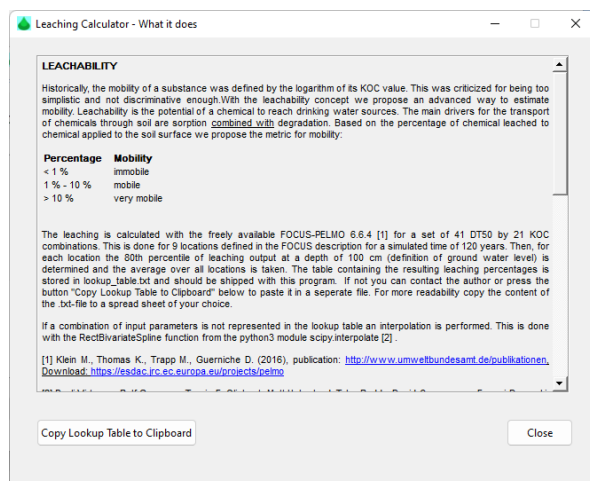 Leaching Calculator - What it does
LEACHABILITY
Historically, the mobility of a substance was defined by the logarithm of its KOC value. This was criticized for being too
simplistic and not discriminative enough.With the leachability concept we propose an advanced way to estimate
mobility. Leachability is the potential of a chemical to reach drinking water sources. The main drivers for the transport
of chemicals through soil are sorption combined with degradation. Based on the percentage of chemical leached to
chemical applied to the soil surface we propose the metric for mobility:
Percentage Mobility
< 1 % immobile
1 % - 10 % mobile
> 10 % very mobile
The leaching is calculated with the freely available FOCUS-PELMO 6.6.4 [1] for a set of 41 DT50 by 21 KOC
combinations. This is done for 9 locations defined in the FOCUS description for a simulated time of 120 years. Then, for
each location the 80th percentile of leaching output at a depth of 100 cm (definition of ground water level) is
determined and the average over all locations is taken. The table containing the resulting leaching percentages is
stored in lookup_table.txt and should be shipped with this program. If not you can contact the author or press the
button "Copy Lookup Table to Clipboard" below to paste it in a seperate file. For more readability copy the content of
the .txt-file to a spread sheet of your choice.
If a combination of input parameters is not represented in the lookup table an interpolation is performed. This is done
with the RectBivariateSpline function from the python3 module scipy.interpolate [2] .
[1] Klein M., Thomas K., Trapp M., Guerniche D. (2016), publication: http://www.umweltbundesamt.de/publikationen,
Download: https://esdac.jrc.ec.europa.eu/projects/pelmo
Copy Lookup Table to Clipboard
Close